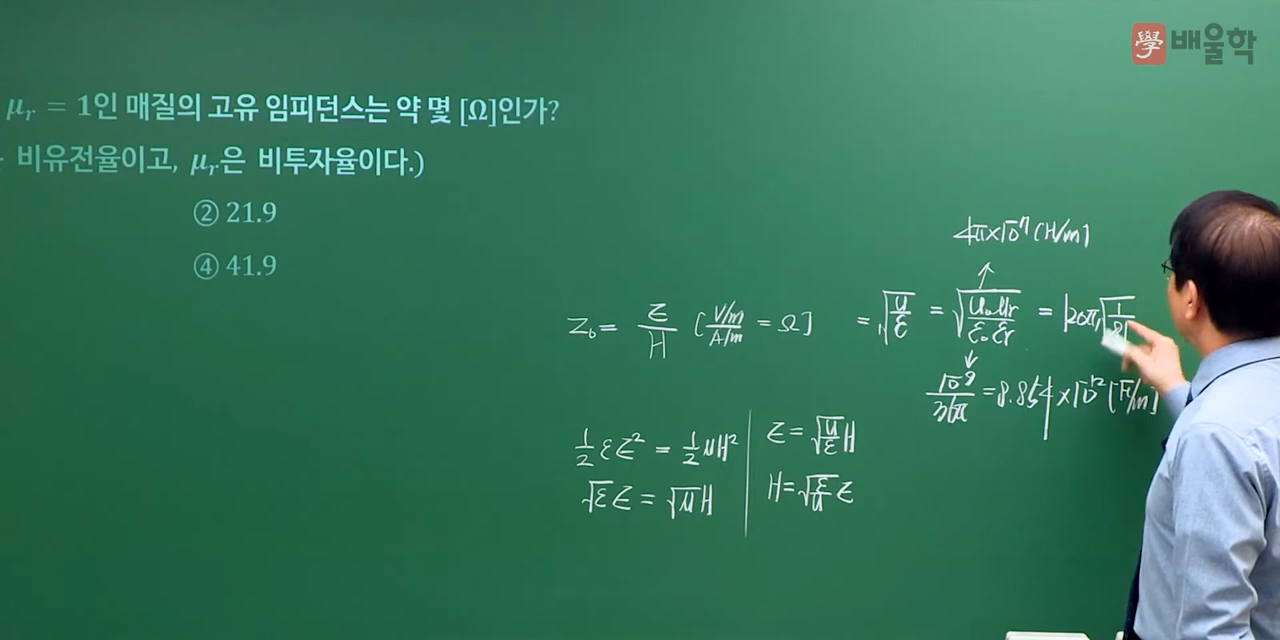 學 배울학
μr = 1인 매질의 고유 임피던스는 약 몇 [Ω]인가?
비유전율이고, μr은 비투자율이다.)
② 21.9
④ 41.9
4π×10⁻⁷ [H/m]
Z₀ = E/H [V/m / A/m = Ω] = √(μ/ε) = √(μ₀μr/ε₀εr) = 120π√(1/
10⁻⁹/36π = 8.854×10⁻¹² [F/m]
½εE² = ½μH²
√εE = √μH
E = √(μ/ε)H
H = √(ε/μ)E